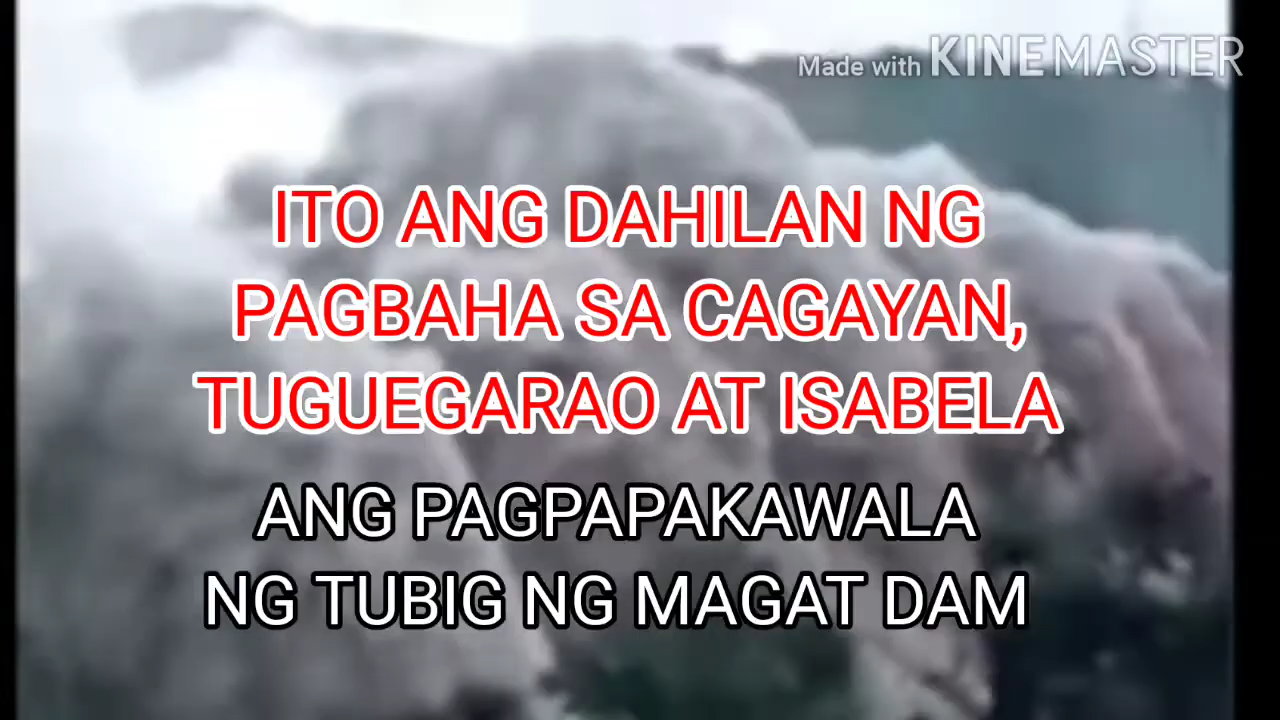 Made with KINEMASTER
ITO ANG DAHILAN NG
PAGBAHA SA CAGAYAN,
TUGUEGARAO AT ISABELA
ANG PAGPAPAKAWALA
NG TUBIG NG MAGAT DAM